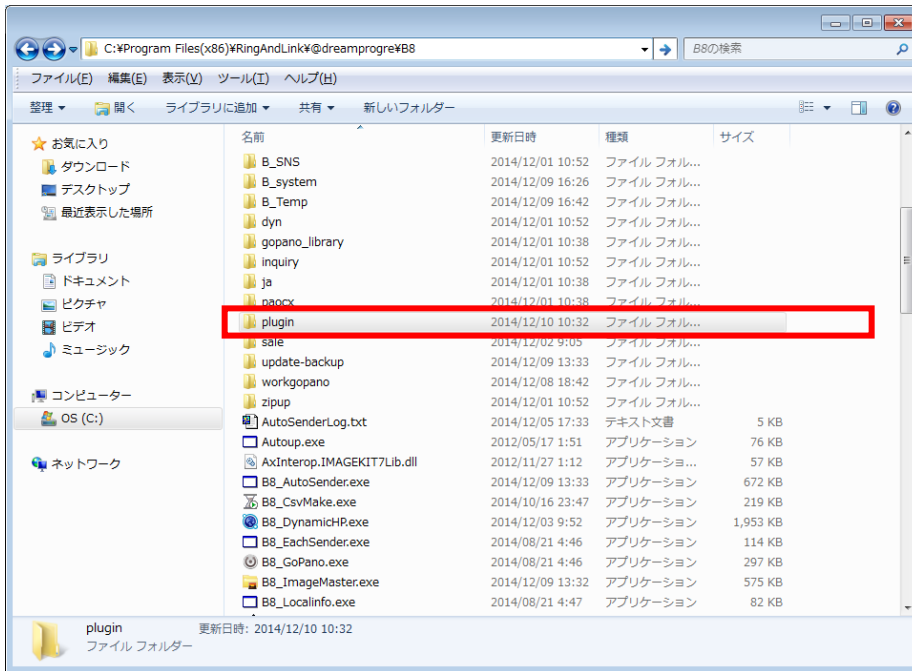 C:¥Program Files(x86)¥RingAndLink¥@dreamprogre¥B8
B8の検索
ファイル(F) 編集(E) 表示(V) ツール(T) ヘルプ(H)
整理 開く ライブラリに追加 共有 新しいフォルダー
お気に入り
ダウンロード
デスクトップ
最近表示した場所
ライブラリ
ドキュメント
ピクチャ
ビデオ
ミュージック
コンピューター
OS (C:)
ネットワーク
名前 更新日時 種類 サイズ
B_SNS 2014/12/01 10:52 ファイル フォル...
B_system 2014/12/09 16:26 ファイル フォル...
B_Temp 2014/12/09 16:42 ファイル フォル...
dyn 2014/12/01 10:52 ファイル フォル...
gopano_library 2014/12/01 10:38 ファイル フォル...
inquiry 2014/12/01 10:52 ファイル フォル...
ja 2014/12/01 10:38 ファイル フォル...
paocx 2014/12/01 10:38 ファイル フォル...
plugin 2014/12/10 10:32 ファイル フォル...
sale 2014/12/02 9:05 ファイル フォル...
update-backup 2014/12/09 13:33 ファイル フォル...
workgopano 2014/12/08 18:42 ファイル フォル...
zipup 2014/12/01 10:52 ファイル フォル...
AutoSenderLog.txt 2014/12/05 17:33 テキスト文書 5 KB
Autoup.exe 2012/05/17 1:51 アプリケーション 76 KB
AxInterop.IMAGEKIT7Lib.dll 2012/11/27 1:12 アプリケーショ... 57 KB
B8_AutoSender.exe 2014/12/09 13:33 アプリケーション 672 KB
B8_CsvMake.exe 2014/10/16 23:47 アプリケーション 219 KB
B8_DynamicHP.exe 2014/12/03 9:52 アプリケーション 1,953 KB
B8_EachSender.exe 2014/08/21 4:46 アプリケーション 114 KB
B8_GoPano.exe 2014/08/21 4:46 アプリケーション 297 KB
B8_ImageMaster.exe 2014/12/09 13:32 アプリケーション 575 KB
B8_Localinfo.exe 2014/08/21 4:47 アプリケーション 82 KB
plugin 更新日時: 2014/12/10 10:32
ファイル フォルダー